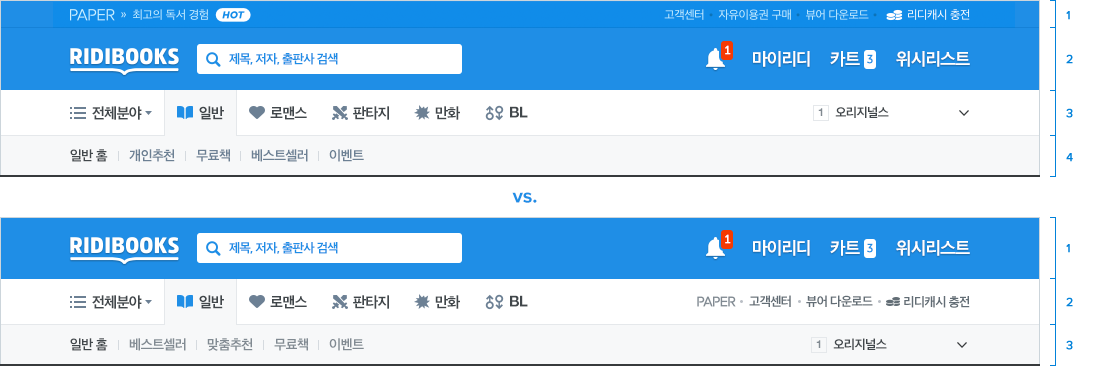 PAPER » 최고의 독서 경험 HOT 고객센터 · 자유이용권 구매 · 뷰어 다운로드 · 리디캐시 충전 1
RIDIBOOKS 제목, 저자, 출판사 검색 1 마이리디 카트 3 위시리스트 2
전체분야 일반 로맨스 판타지 만화 BL 1 오리지널스 3
일반 홈 | 개인추천 | 무료책 | 베스트셀러 | 이벤트 4
vs.
RIDIBOOKS 제목, 저자, 출판사 검색 1 마이리디 카트 3 위시리스트 1
전체분야 일반 로맨스 판타지 만화 BL PAPER · 고객센터 · 뷰어 다운로드 · 리디캐시 충전 2
일반 홈 | 베스트셀러 | 맞춤추천 | 무료책 | 이벤트 1 오리지널스 3